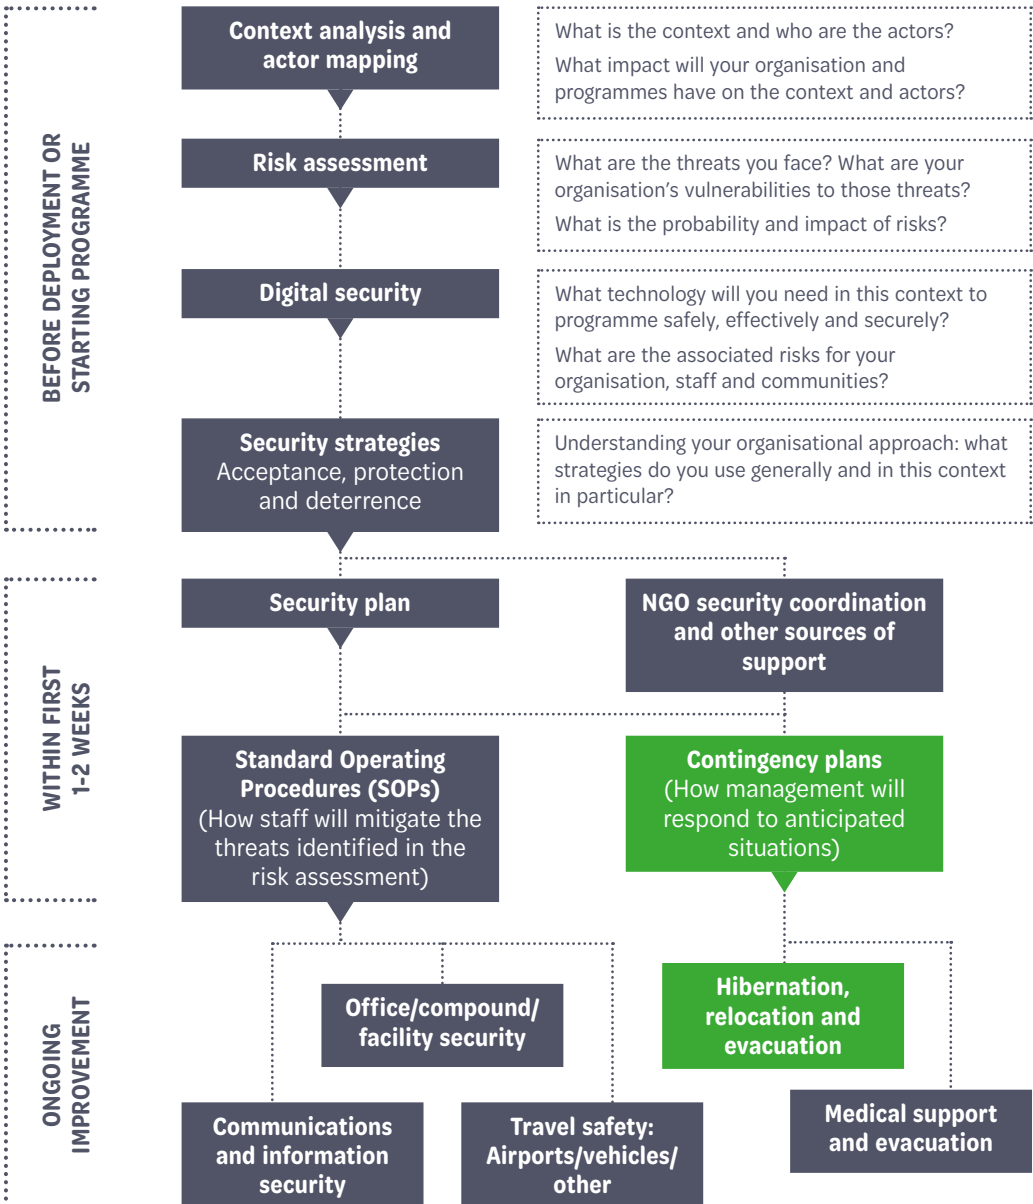 BEFORE DEPLOYMENT OR
STARTING PROGRAMME
Context analysis and
actor mapping
What is the context and who are the actors?
What impact will your organisation and
programmes have on the context and actors?
Risk assessment
What are the threats you face? What are your
organisation's vulnerabilities to those threats?
What is the probability and impact of risks?
Digital security
What technology will you need in this context to
programme safely, effectively and securely?
What are the associated risks for your
organisation, staff and communities?
Security strategies
Acceptance, protection
and deterrence
Understanding your organisational approach: what
strategies do you use generally and in this context
in particular?
WITHIN FIRST
1-2 WEEKS
Security plan
NGO security coordination
and other sources of
support
Standard Operating
Procedures (SOPs)
(How staff will mitigate the
threats identified in the
risk assessment)
Contingency plans
(How management will
respond to anticipated
situations)
ONGOING
IMPROVEMENT
Office/compound/
facility security
Hibernation,
relocation and
evacuation
Communications
and information
security
Travel safety:
Airports/vehicles/
other
Medical support
and evacuation